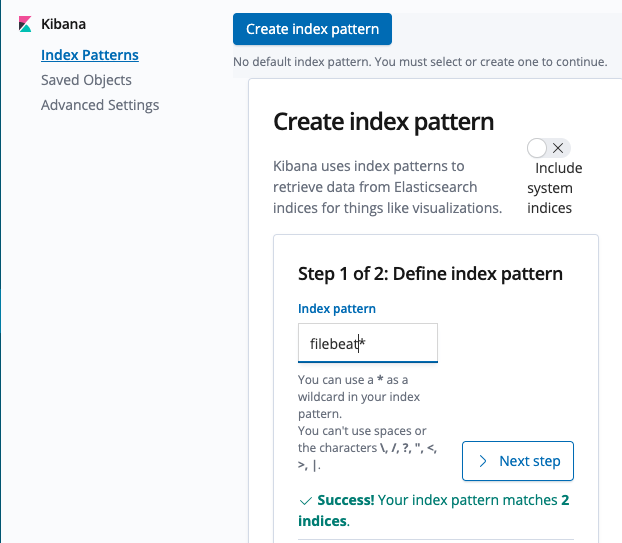 Kibana
Index Patterns
Saved Objects
Advanced Settings
Create index pattern
No default index pattern. You must select or create one to continue.
Create index pattern
Kibana uses index patterns to
retrieve data from Elasticsearch
indices for things like visualizations.
Include
system
indices
Step 1 of 2: Define index pattern
Index pattern
filebeat*
You can use a * as a
wildcard in your index
pattern.
You can't use spaces or
the characters \, /, ?, ", <,
>, |.
Next step
Success! Your index pattern matches 2
indices.